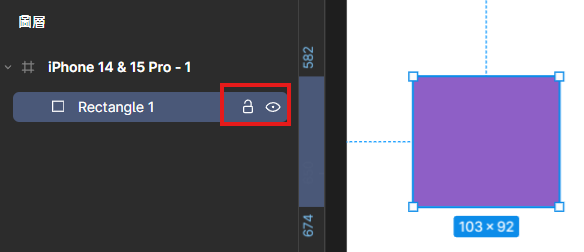 圖層
iPhone 14 & 15 Pro - 1
Rectangle 1
582
674
103 × 92